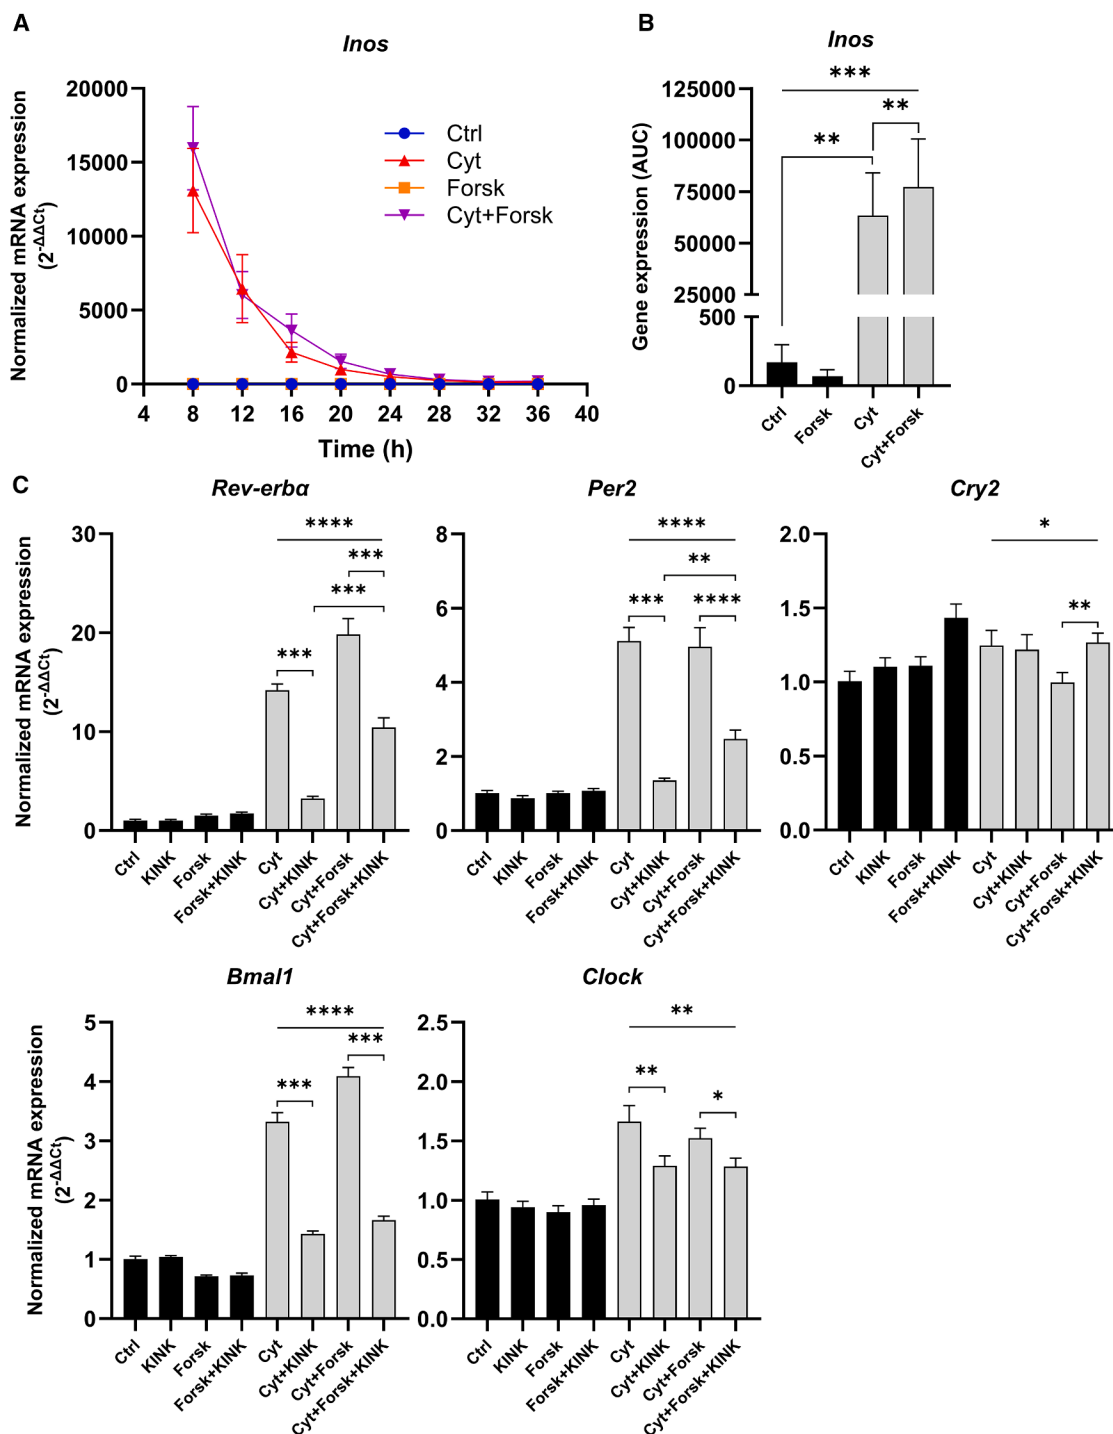 A
Inos
Normalized mRNA expression
(2-ΔΔCt)
20000
15000
10000
5000
0
4 8 12 16 20 24 28 32 36 40
Time (h)
Ctrl
Cyt
Forsk
Cyt+Forsk
B
Inos
Gene expression (AUC)
125000
100000
75000
50000
25000
500
0
***
**
**
Ctrl
Forsk
Cyt
Cyt+Forsk
C
Rev-erbα
Normalized mRNA expression
(2-ΔΔCt)
30
20
10
0
****
***
***
***
Ctrl
KINK
Forsk
Forsk+KINK
Cyt
Cyt+KINK
Cyt+Forsk
Cyt+Forsk+KINK
Per2
8
6
4
2
0
****
**
***
****
Ctrl
KINK
Forsk
Forsk+KINK
Cyt
Cyt+KINK
Cyt+Forsk
Cyt+Forsk+KINK
Cry2
2.0
1.5
1.0
0.5
0.0
*
**
Ctrl
KINK
Forsk
Forsk+KINK
Cyt
Cyt+KINK
Cyt+Forsk
Cyt+Forsk+KINK
Bmal1
Normalized mRNA expression
(2-ΔΔCt)
5
4
3
2
1
0
****
***
***
Ctrl
KINK
Forsk
Forsk+KINK
Cyt
Cyt+KINK
Cyt+Forsk
Cyt+Forsk+KINK
Clock
2.5
2.0
1.5
1.0
0.5
0.0
**
**
*
Ctrl
KINK
Forsk
Forsk+KINK
Cyt
Cyt+KINK
Cyt+Forsk
Cyt+Forsk+KINK